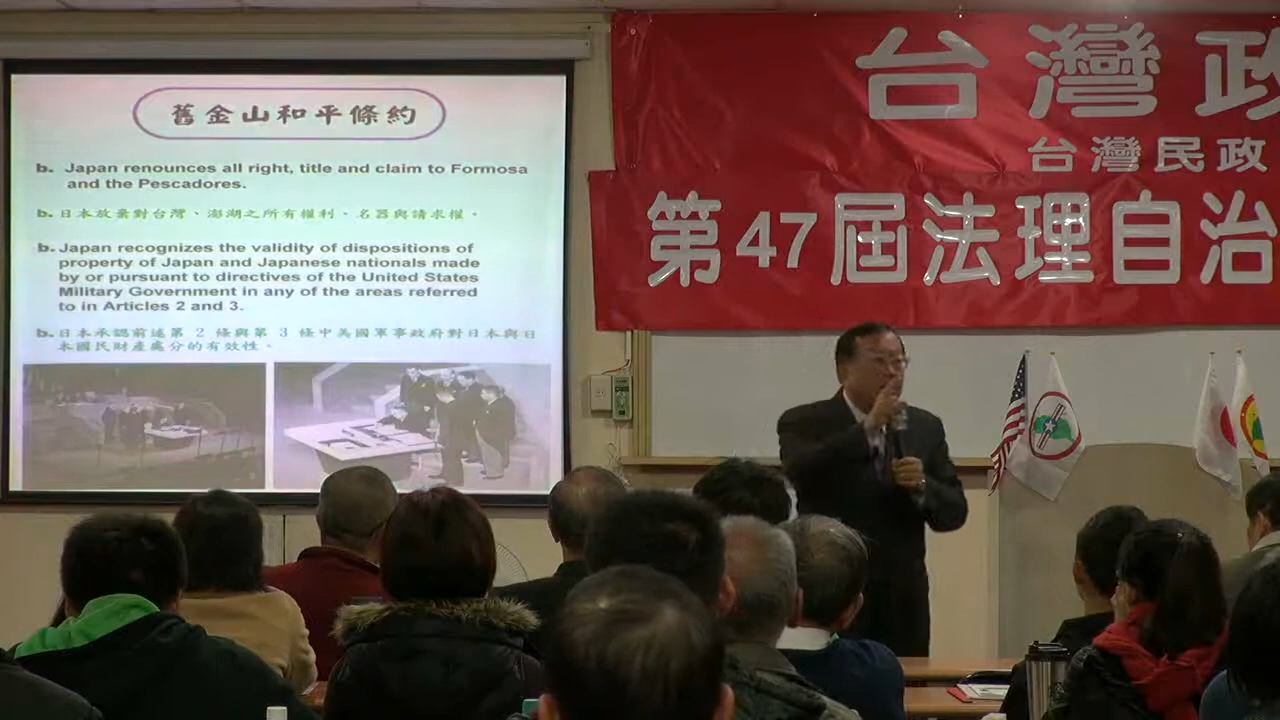 舊金山和平條約
b. Japan renounces all right, title and claim to Formosa
and the Pescadores.
b. 日本放棄對台灣、澎湖之所有權利、名器與請求權。
b. Japan recognizes the validity of dispositions of
property of Japan and Japanese nationals made
by or pursuant to directives of the United States
Military Government in any of the areas referred
to in Articles 2 and 3.
b. 日本承認前述第 2 條與第 3 條中美國軍事政府對日本與日
本國民財產處分的有效性。
台灣政
台灣民政
第47屆法理自治